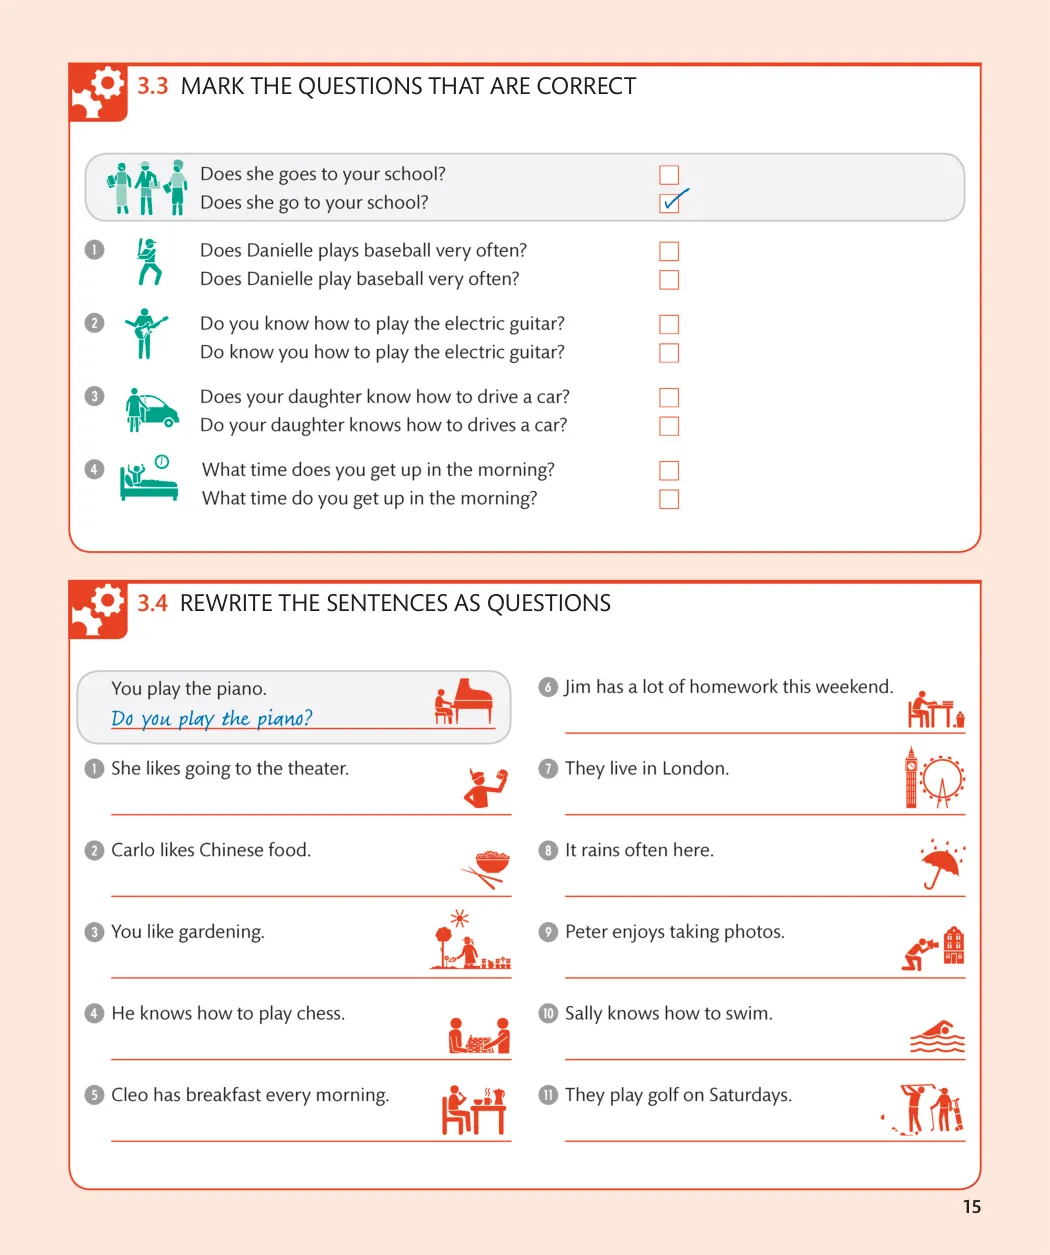 3.3 MARK THE QUESTIONS THAT ARE CORRECT
Does she goes to your school?
Does she go to your school?
1 Does Danielle plays baseball very often?
Does Danielle play baseball very often?
2 Do you know how to play the electric guitar?
Do know you how to play the electric guitar?
3 Does your daughter know how to drive a car?
Do your daughter knows how to drives a car?
4 What time does you get up in the morning?
What time do you get up in the morning?
3.4 REWRITE THE SENTENCES AS QUESTIONS
You play the piano.
Do you play the piano?
1 She likes going to the theater.
2 Carlo likes Chinese food.
3 You like gardening.
4 He knows how to play chess.
5 Cleo has breakfast every morning.
6 Jim has a lot of homework this weekend.
7 They live in London.
8 It rains often here.
9 Peter enjoys taking photos.
10 Sally knows how to swim.
11 They play golf on Saturdays.
15